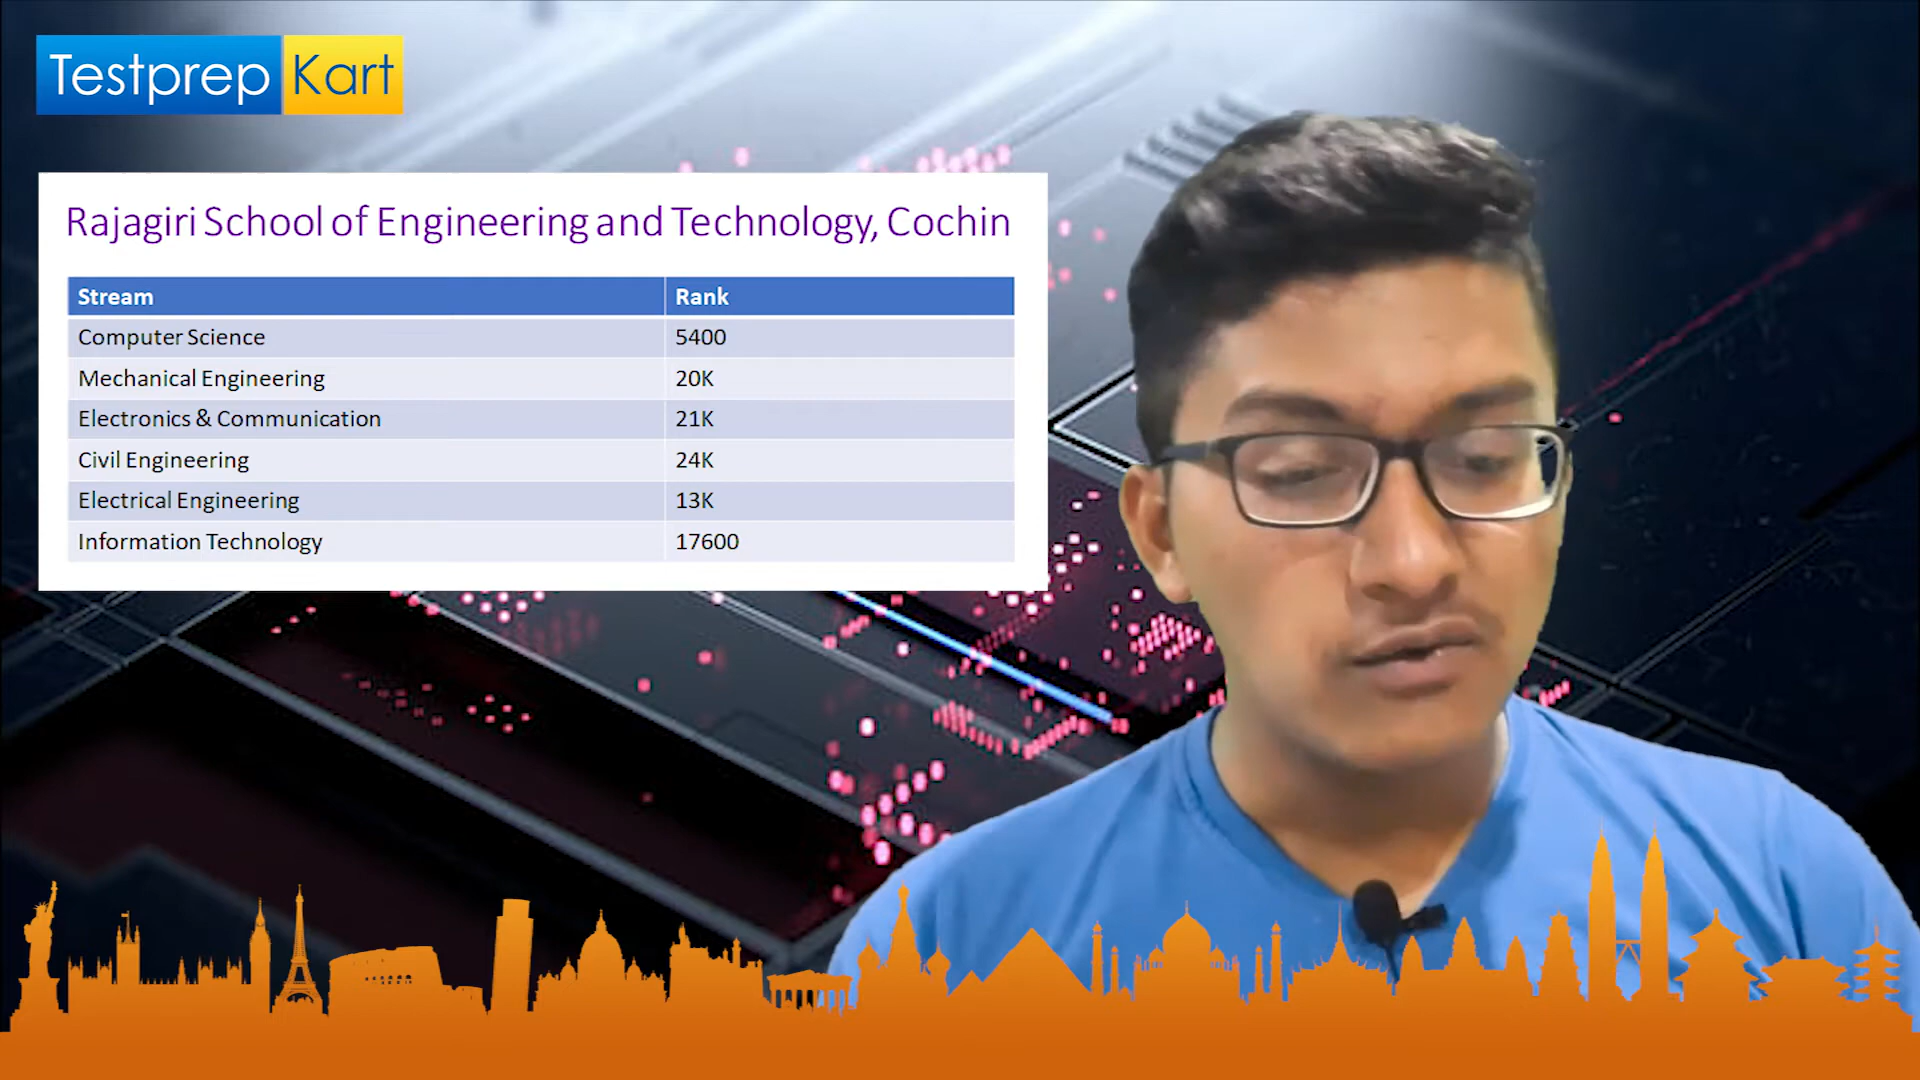 Testprep Kart
Rajagiri School of Engineering and Technology, Cochin
Stream Rank
Computer Science 5400
Mechanical Engineering 20K
Electronics & Communication 21K
Civil Engineering 24K
Electrical Engineering 13K
Information Technology 17600